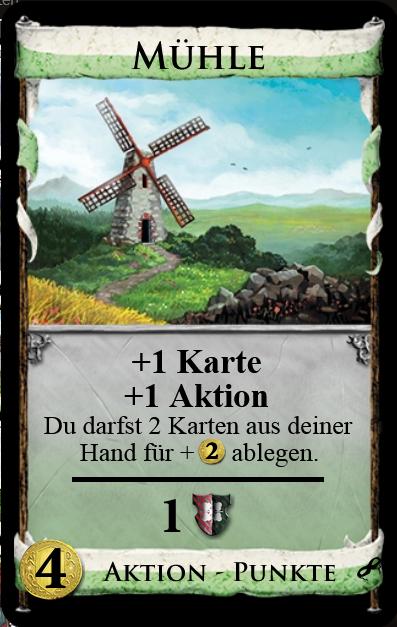 MÜHLE
+1 Karte
+1 Aktion
Du darfst 2 Karten aus deiner
Hand für + 2 ablegen.
1
4 AKTION - PUNKTE